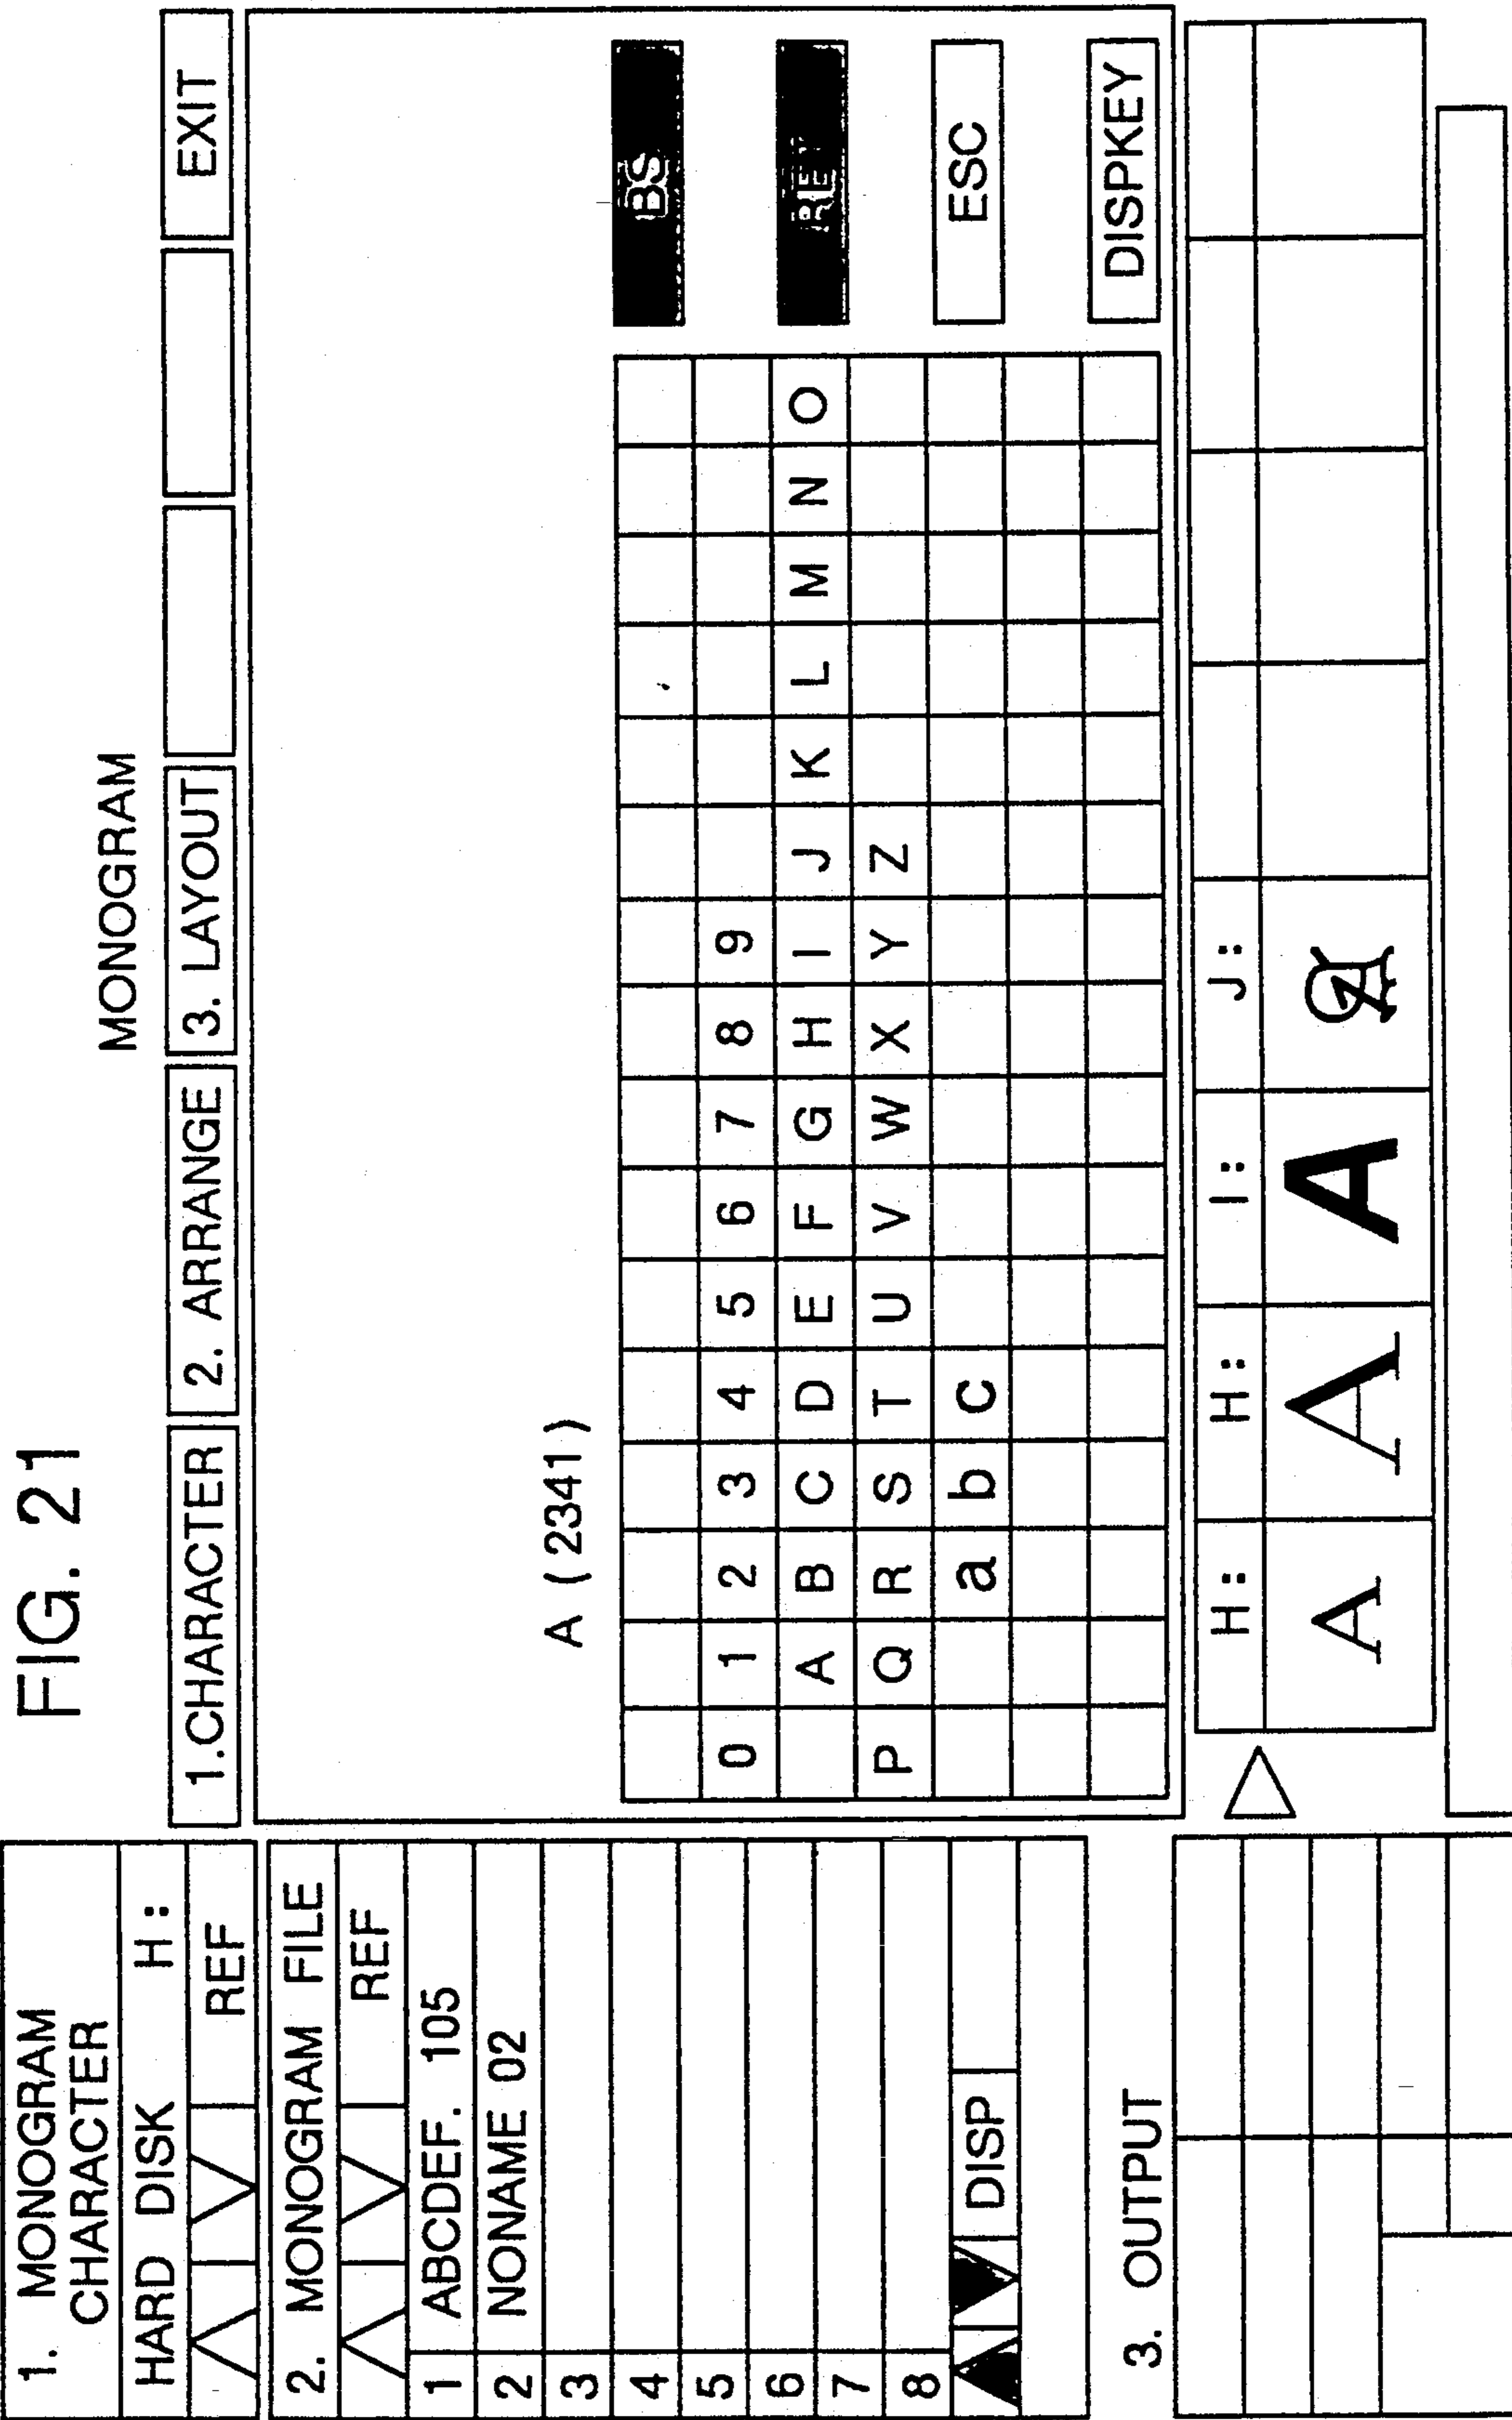 FIG. 21
MONOGRAM
1. MONOGRAM
CHARACTER
HARD DISK H:
REF
2. MONOGRAM FILE
REF
1 ABCDEF. 105
2 NONAME 02
3
4
5
6
7
8
DISP
3. OUTPUT
1.CHARACTER 2. ARRANGE 3. LAYOUT EXIT
A (2341)
0 1 2 3 4 5 6 7 8 9
A B C D E F G H I J K L M N O
P Q R S T U V W X Y Z
a b c
BS
RET
ESC
DISPKEY
H: H: I: J:
A A A A